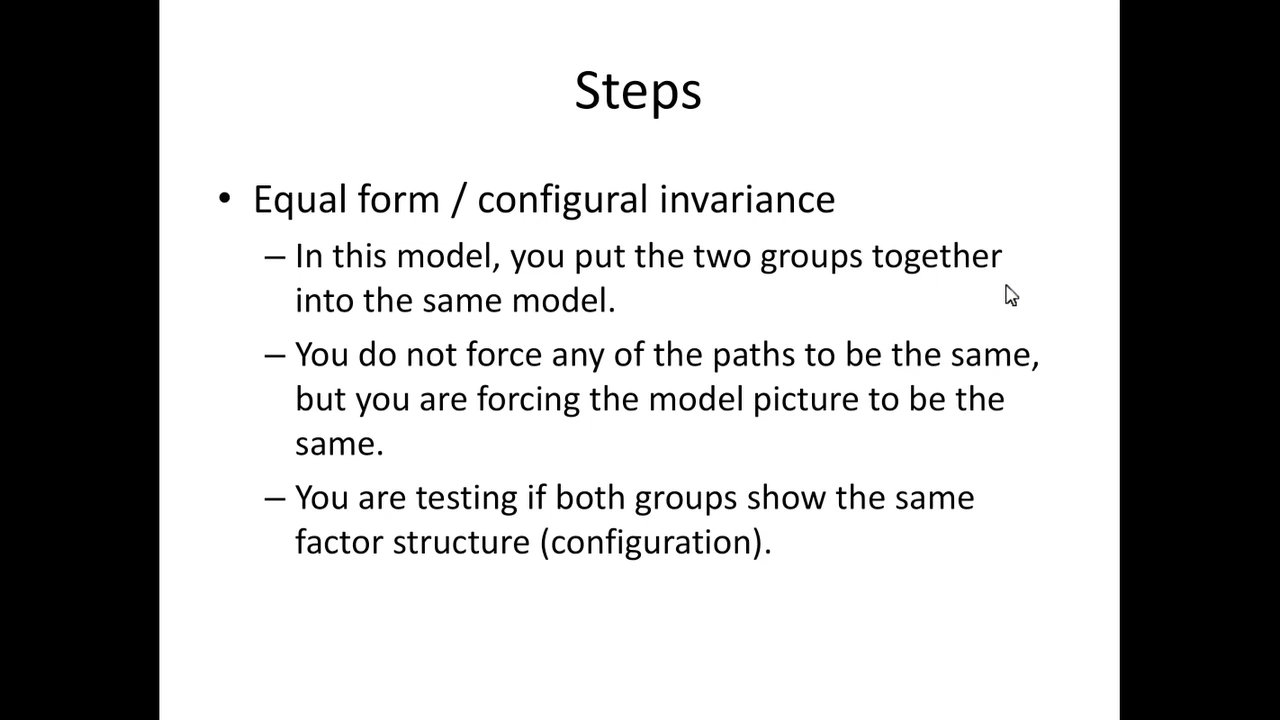 Steps
• Equal form / configural invariance
– In this model, you put the two groups together
into the same model.
– You do not force any of the paths to be the same,
but you are forcing the model picture to be the
same.
– You are testing if both groups show the same
factor structure (configuration).